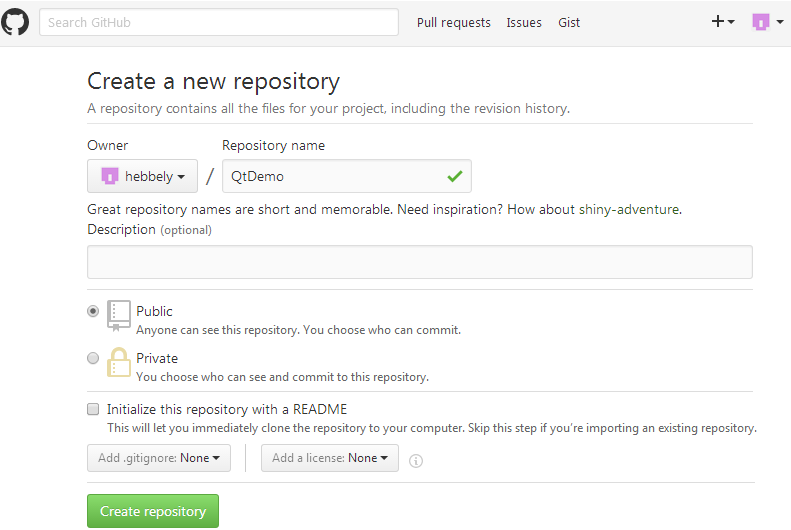 Search GitHub Pull requests Issues Gist
Create a new repository
A repository contains all the files for your project, including the revision history.
Owner Repository name
hebbely / QtDemo
Great repository names are short and memorable. Need inspiration? How about shiny-adventure.
Description (optional)
Public
Anyone can see this repository. You choose who can commit.
Private
You choose who can see and commit to this repository.
Initialize this repository with a README
This will let you immediately clone the repository to your computer. Skip this step if you're importing an existing repository.
Add .gitignore: None Add a license: None
Create repository